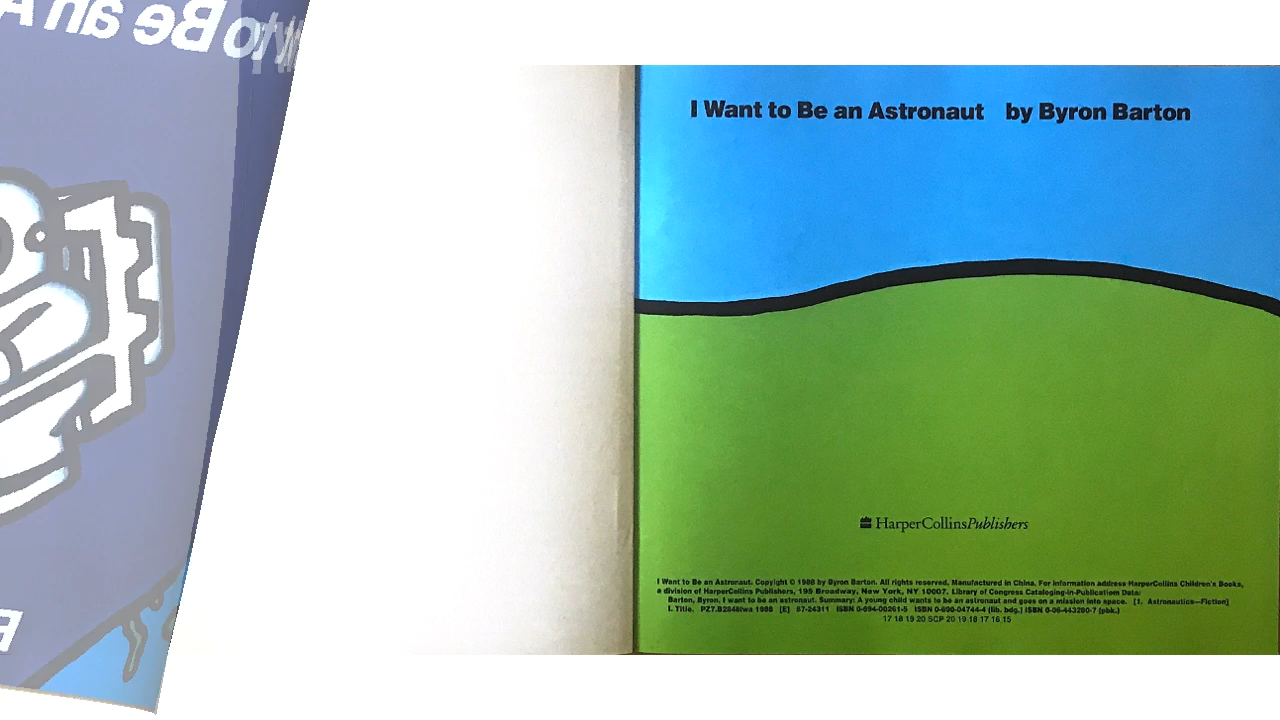 to Be an A
I Want to Be an Astronaut by Byron Barton
HarperCollinsPublishers
I Want to Be an Astronaut. Copyright © 1988 by Byron Barton. All rights reserved. Manufactured in China. For information address HarperCollins Children's Books,
a division of HarperCollins Publishers, 195 Broadway, New York, NY 10007. Library of Congress Cataloging-in-Publication Data:
Barton, Byron. I want to be an astronaut. Summary: A young child wants to be an astronaut and goes on a mission into space. [1. Astronautics—Fiction]
I. Title. PZ7.B2848Iwa 1988 [E] 87-24311 ISBN 0-694-00261-5 ISBN 0-690-04744-4 (lib. bdg.) ISBN 0-06-443280-7 (pbk.)
17 18 19 20 SCP 20 19 18 17 16 15